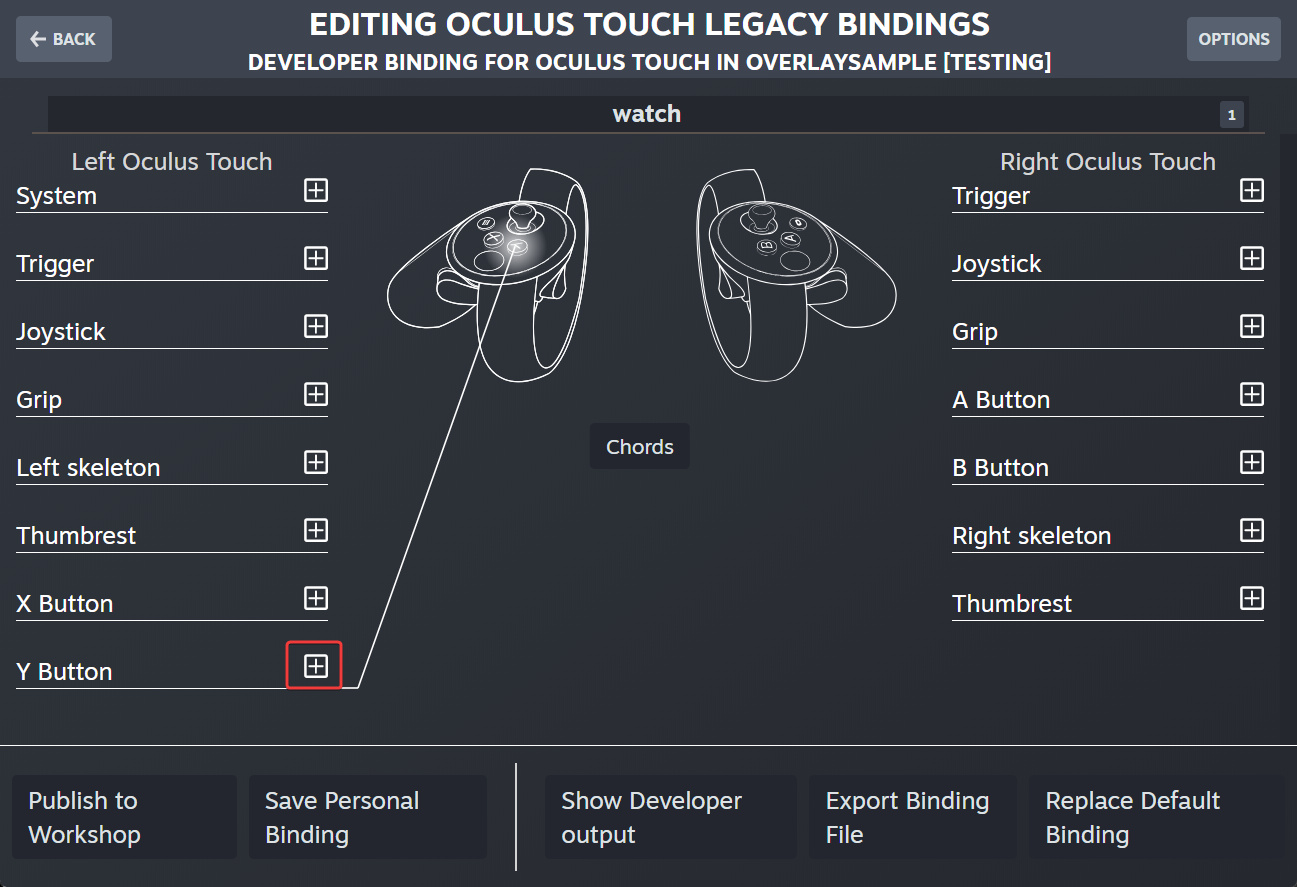 EDITING OCULUS TOUCH LEGACY BINDINGS
← BACK
OPTIONS
DEVELOPER BINDING FOR OCULUS TOUCH IN OVERLAYSAMPLE [TESTING]
watch
1
Left Oculus Touch
System
Trigger
Joystick
Grip
Left skeleton
Thumbrest
X Button
Y Button
X
B
A
Chords
Right Oculus Touch
Trigger
Joystick
Grip
A Button
B Button
Right skeleton
Thumbrest
Publish to
Workshop
Save Personal
Binding
Show Developer
output
Export Binding
File
Replace Default
Binding